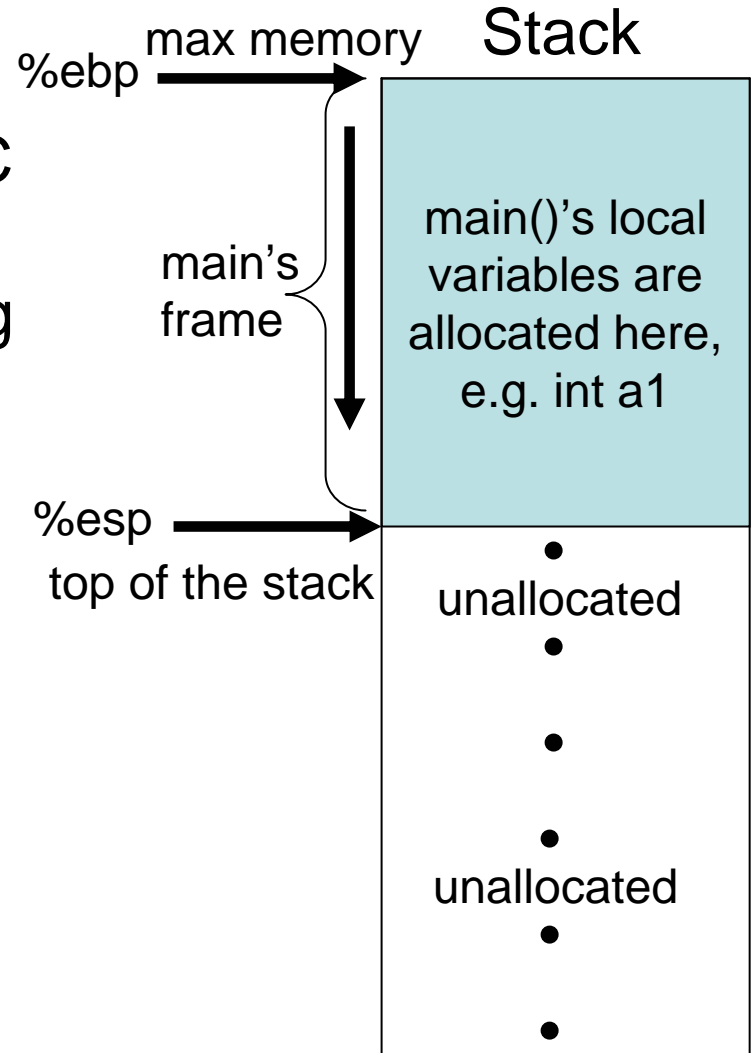 max memory
Stack
%ebp
c
g
main's
frame
main()'s local
variables are
allocated here,
e.g. int a1
%esp
top of the stack
unallocated
unallocated